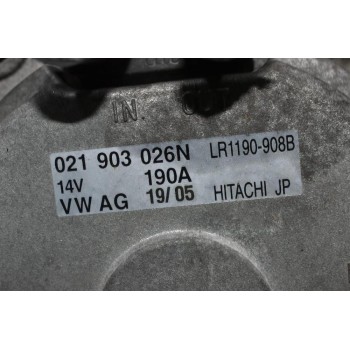 IN OUT
021 903 026N LR1190-908B
14V 190A
VW AG 19/05 HITACHI JP